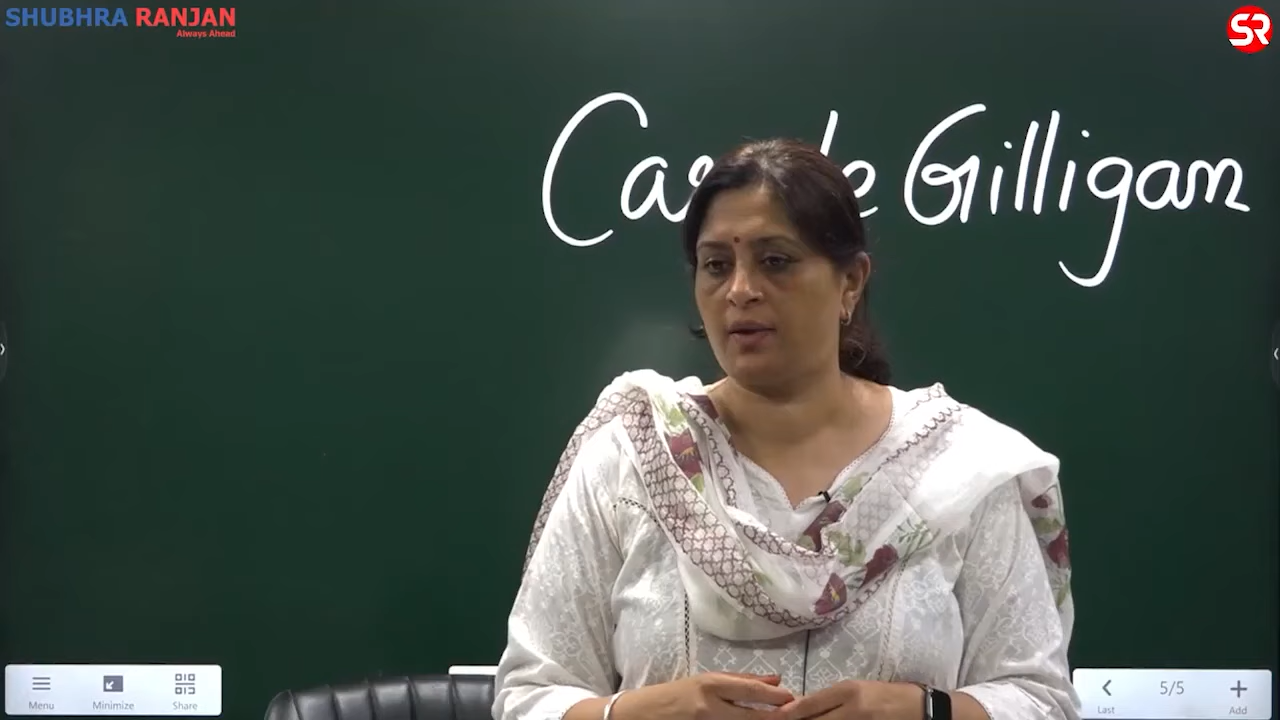 SHUBHRA RANJAN
Always Ahead
SR
Gilligan
Menu
Minimize
Share
5/5
Last
Add